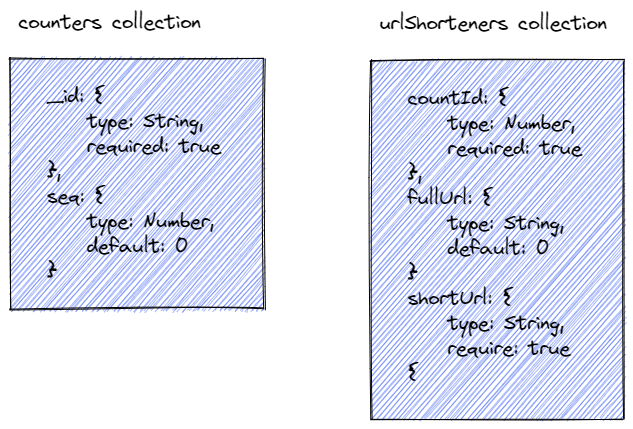 counters collection
_id: {
type: String,
required: true
},
seq: {
type: Number,
default: 0
}
urlShorteners collection
countId: {
type: Number,
required: true
},
fullUrl: {
type: String,
default: 0
}
shortUrl: {
type: String,
require: true
{